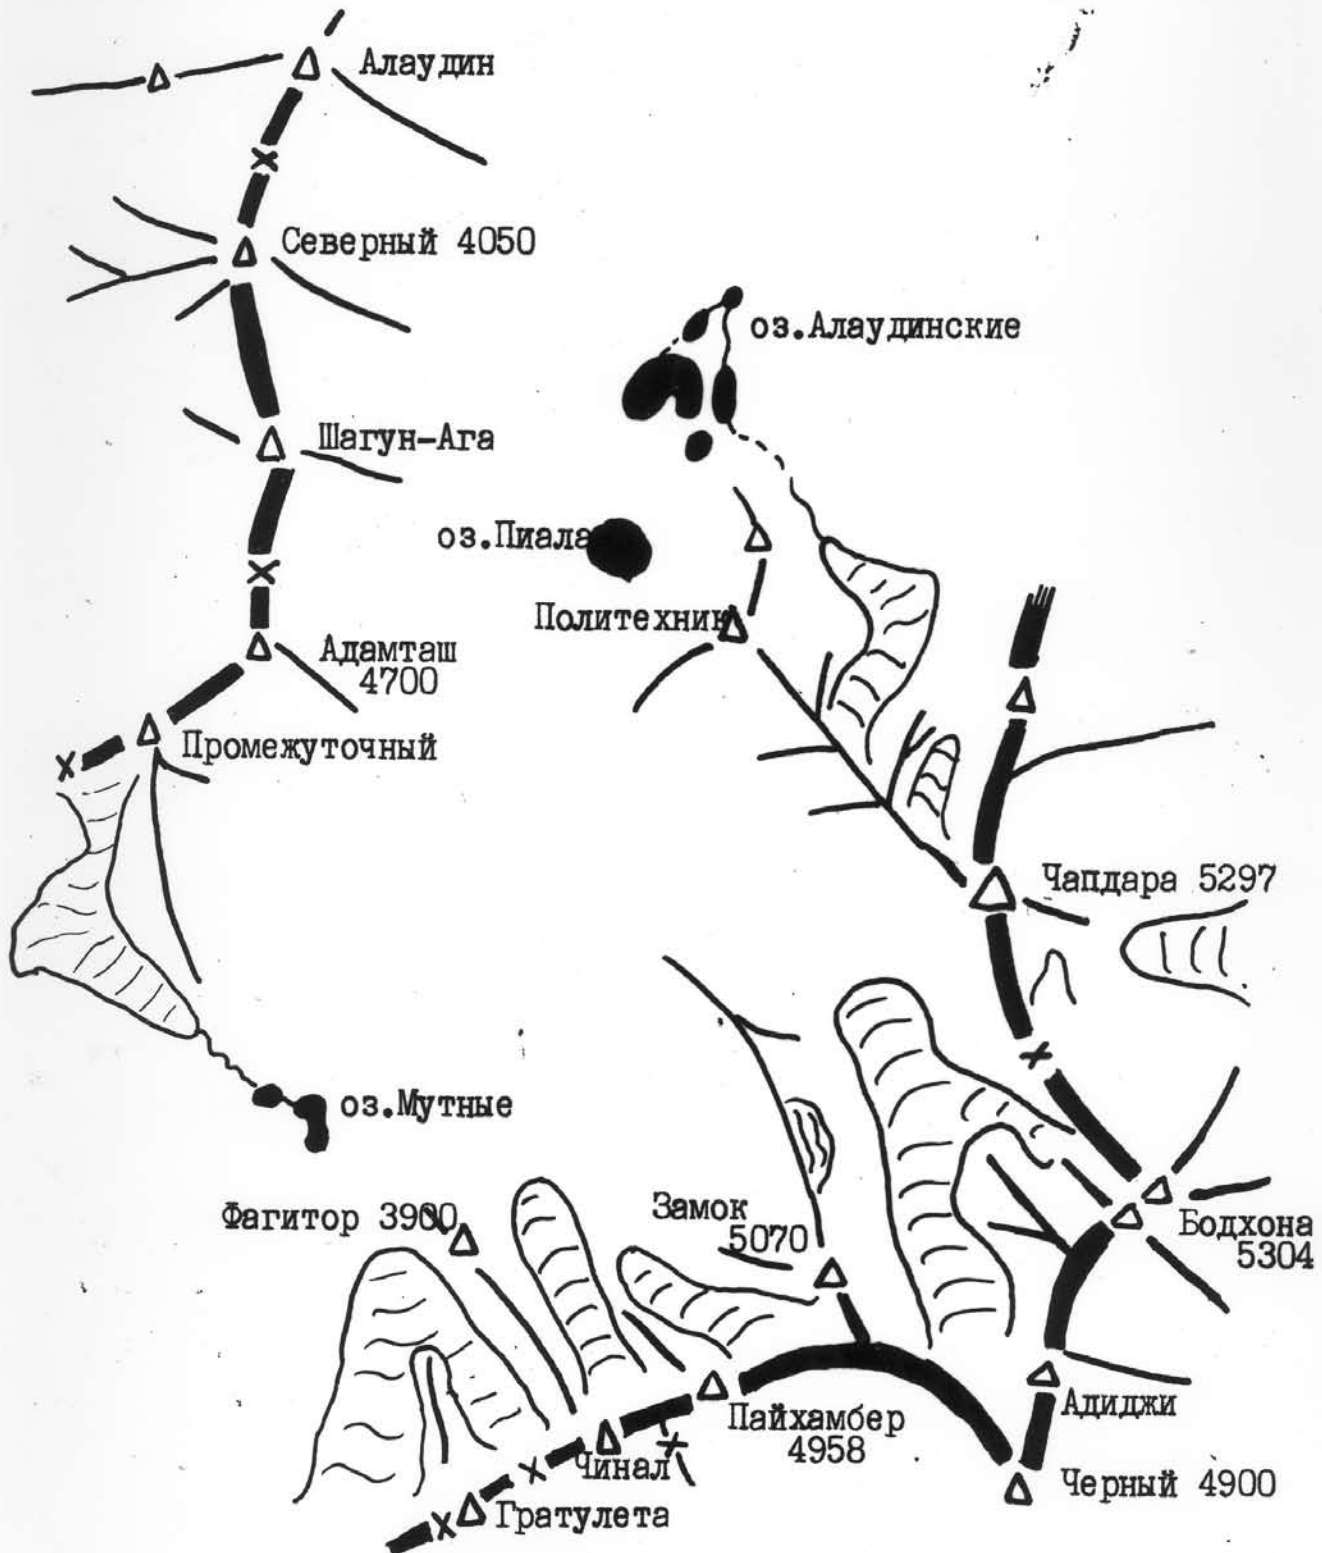 Алаудин
Северный 4050
оз.Алаудинские
Шагун-Ага
оз.Пиала
Политехник
Адамташ
4700
Промежуточный
Чапдара 5297
оз.Мутные
Фагитор 3900
Замок
5070
Бодхона
5304
Пайхамбер
4958
Адиджи
Чинал
Черный 4900
Гратулета